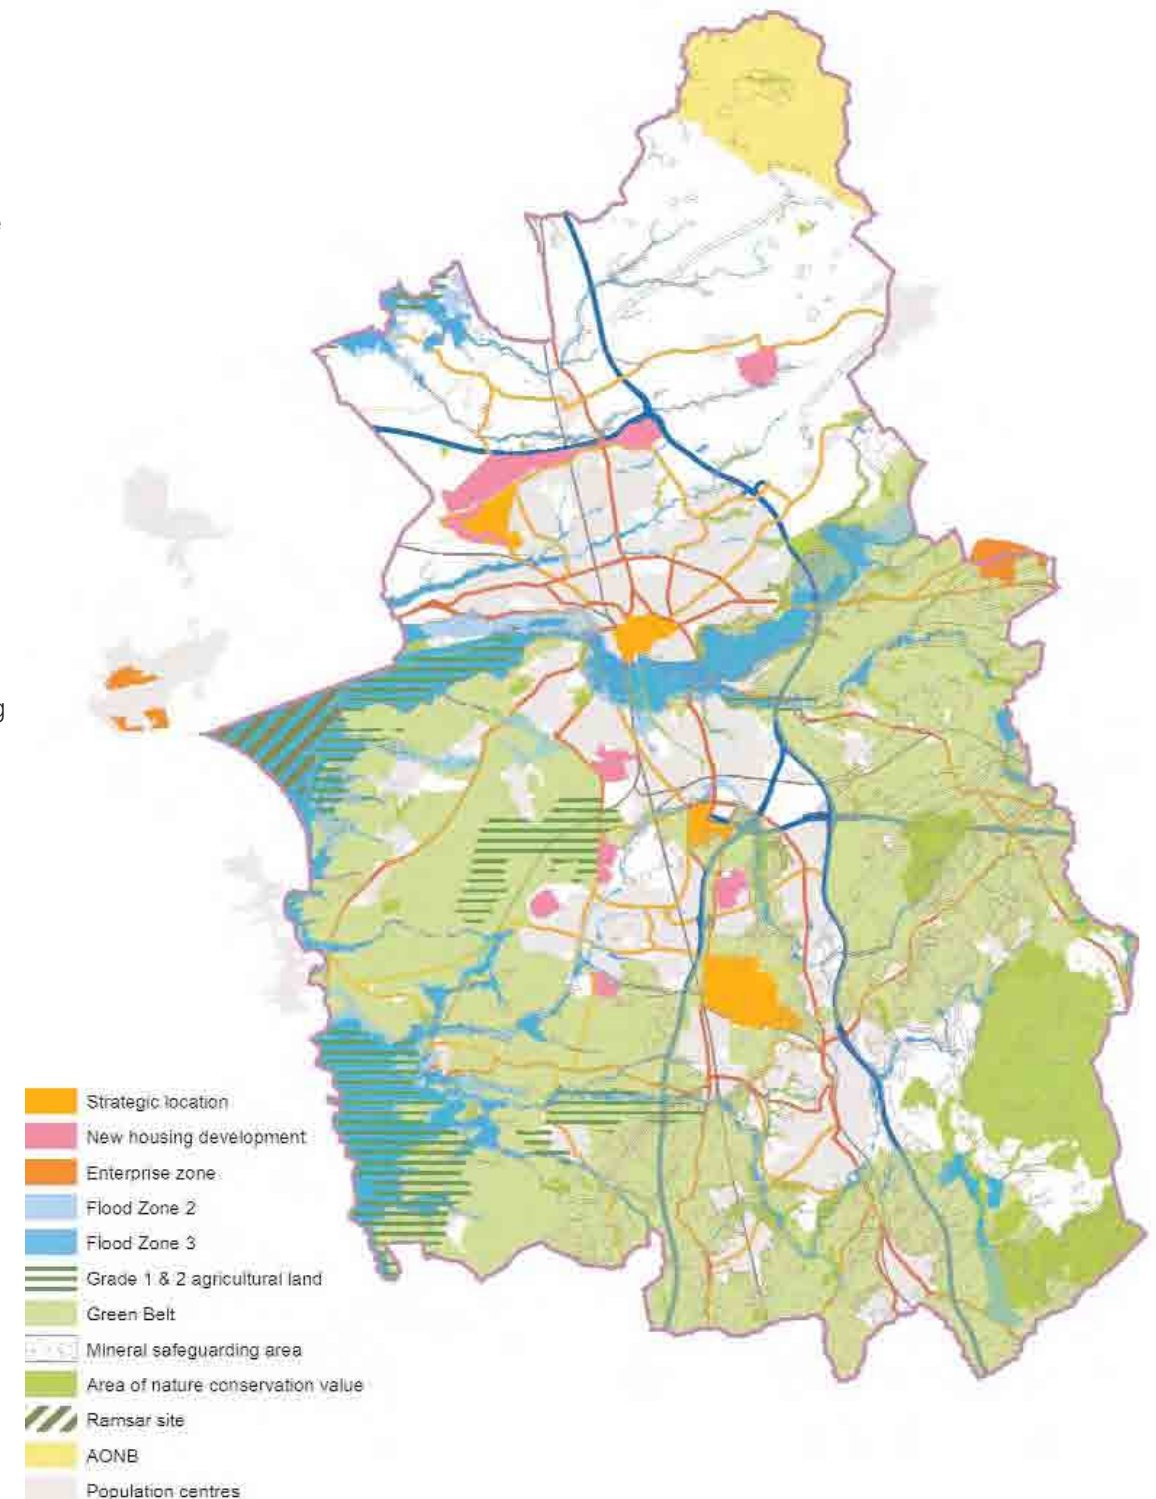 g
Strategic location
New housing development
Enterprise zone
Flood Zone 2
Flood Zone 3
Grade 1 & 2 agricultural land
Green Belt
Mineral safeguarding area
Area of nature conservation value
Ramsar site
AONB
Population centres